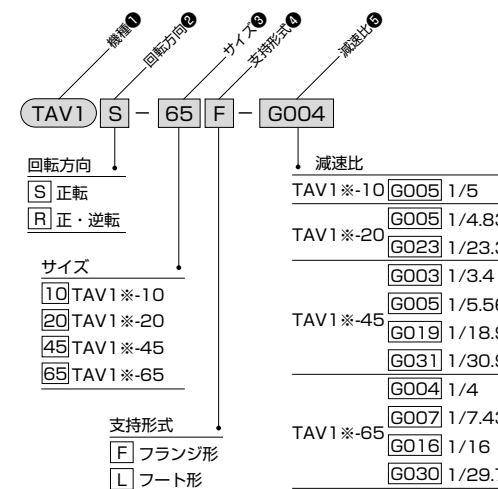 機種❶
回転方向❷
サイズ❸
支持形式❹
減速比❺
TAV1 S － 65 F － G004
回転方向
S 正転
R 正・逆転
サイズ
10 TAV1※-10
20 TAV1※-20
45 TAV1※-45
65 TAV1※-65
支持形式
F フランジ形
L フート形
減速比
TAV1※-10 G005 1/5
TAV1※-20 G005 1/4.83
G023 1/23.3
TAV1※-45 G003 1/3.4
G005 1/5.56
G019 1/18.9
G031 1/30.9
TAV1※-65 G004 1/4
G007 1/7.43
G016 1/16
G030 1/29.7